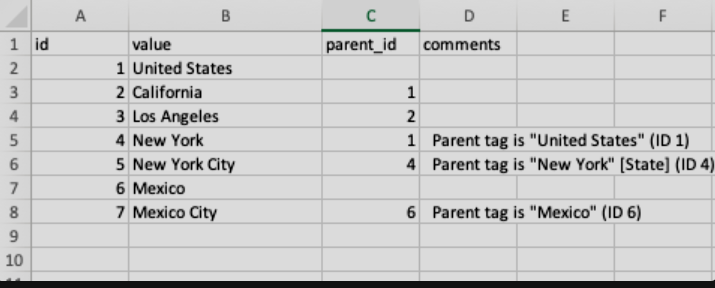 A B C D E F
1 id value parent_id comments
2 1 United States
3 2 California 1
4 3 Los Angeles 2
5 4 New York 1 Parent tag is "United States" (ID 1)
6 5 New York City 4 Parent tag is "New York" [State] (ID 4)
7 6 Mexico
8 7 Mexico City 6 Parent tag is "Mexico" (ID 6)
9
10